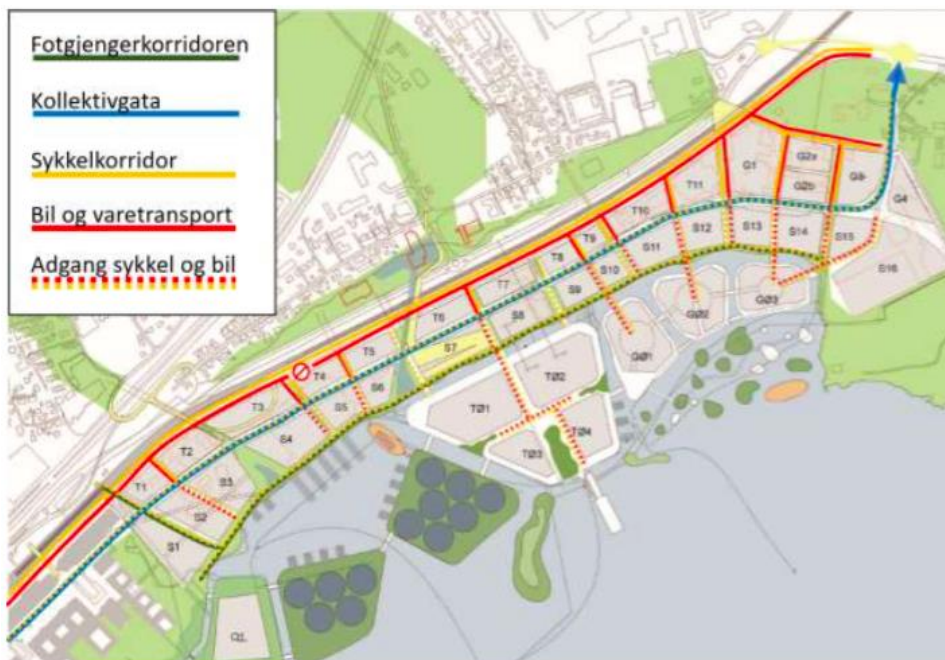 Fotgjengerkorridoren
Kollektivgata
Sykkelkorridor
Bil og varetransport
Adgang sykkel og bil
G1
G2b
G4
T11
T10
S12
S13
S14
S15
S16
T9
S11
T8
S10
T7
S9
T6
S8
GØ1
GØ2
GØ3
S7
T5
T4
S6
TØ2
T3
S5
TØ1
S4
TØ3
TØ4
T2
S3
T1
S2
S1